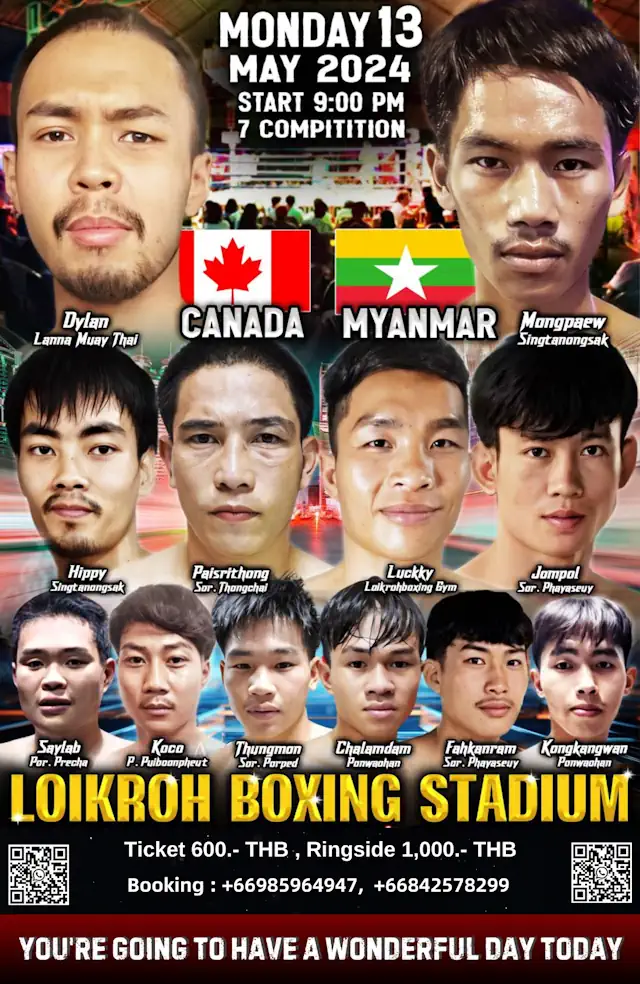 MONDAY 13
MAY 2024
START 9:00 PM
7 COMPITITION
Dylan
Lanna Muay Thai
CANADA
MYANMAR
Mongpaew
Singtanongsak
Hippy
Singtanongsak
Paisrithong
Sor. Thongchai
Luckky
Loikrohboxing Gym
Jompol
Sor. Phayaseuy
Saylab
Por. Precha
Koco
P. Puiboonpheut
Thungmon
Sor. Porped
Chalamdam
Ponwaohan
Fahkanram
Sor. Phayaseuy
Kongkangwan
Ponwaohan
LOIKROH BOXING STADIUM
Ticket 600.- THB , Ringside 1,000.- THB
Booking : +66985964947, +66842578299
YOU'RE GOING TO HAVE A WONDERFUL DAY TODAY